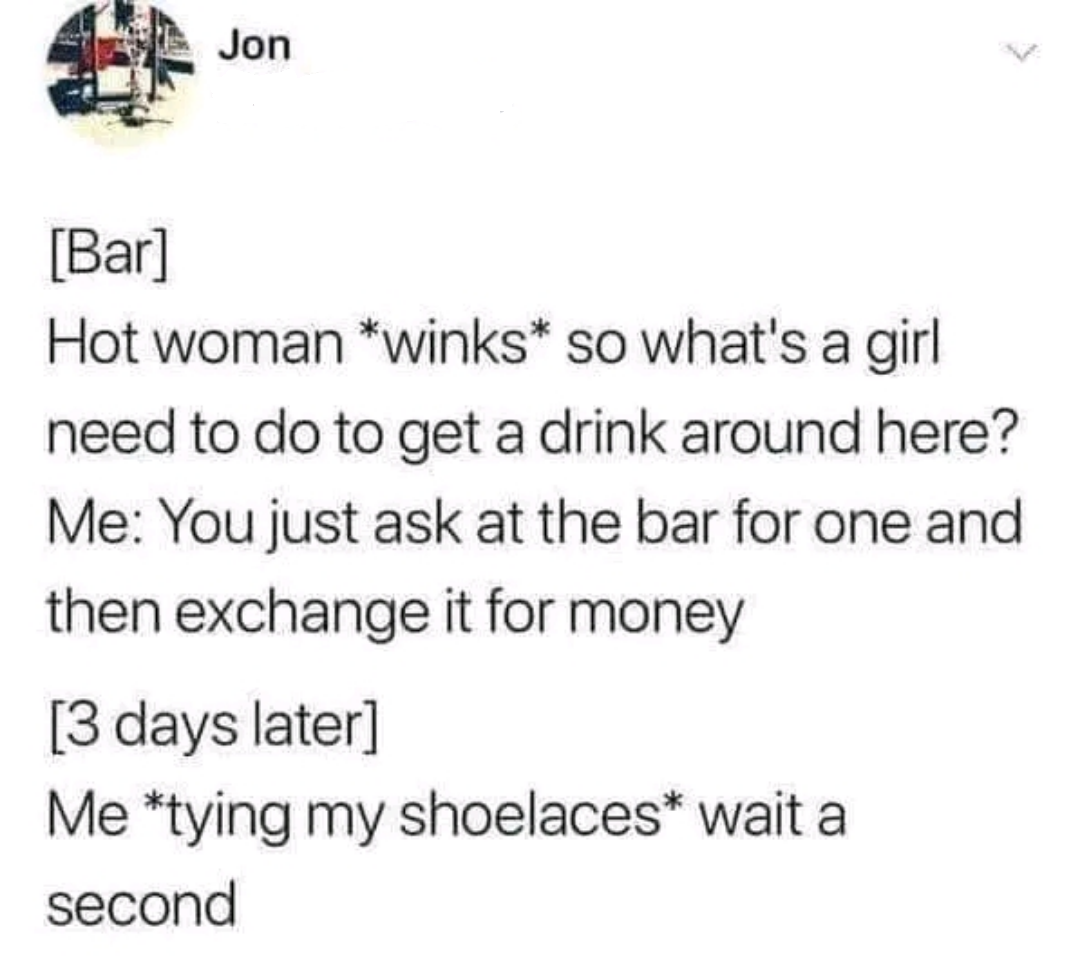 Jon
[Bar]
Hot woman *winks* so what's a girl
need to do to get a drink around here?
Me: You just ask at the bar for one and
then exchange it for money
[3 days later]
Me *tying my shoelaces* wait a
second